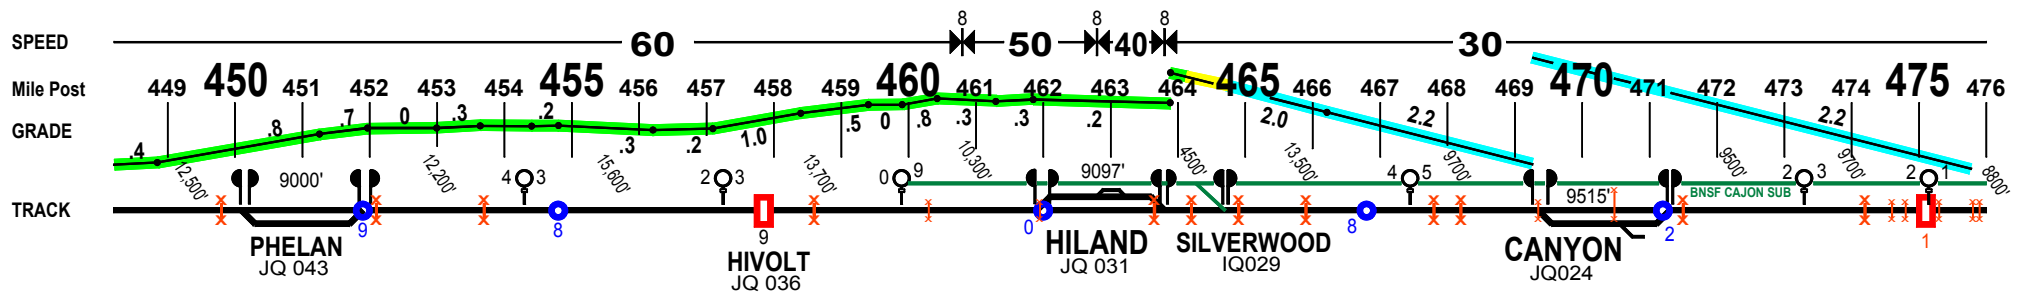 8 8 8
SPEED 60 50 40 30
Mile Post 449 450 451 452 453 454 455 456 457 458 459 460 461 462 463 464 465 466 467 468 469 470 471 472 473 474 475 476
GRADE .4 .8 .7 0 .3 .2 .3 .2 1.0 .5 0 .8 .3 .3 .2 2.0 2.2 2.2
12,500' 9000' 12,200' 15,600' 13,700' 10,300' 9097' 4500' 13,500' 9700' 9515' 9500' 9700' 8800'
4 3 2 3 0 9 4 5 2 3 2 1
BNSF CAJON SUB
TRACK
9 8 9 0 8 2 1
PHELAN HIVOLT HILAND SILVERWOOD CANYON
JQ 043 JQ 036 JQ 031 IQ029 JQ024